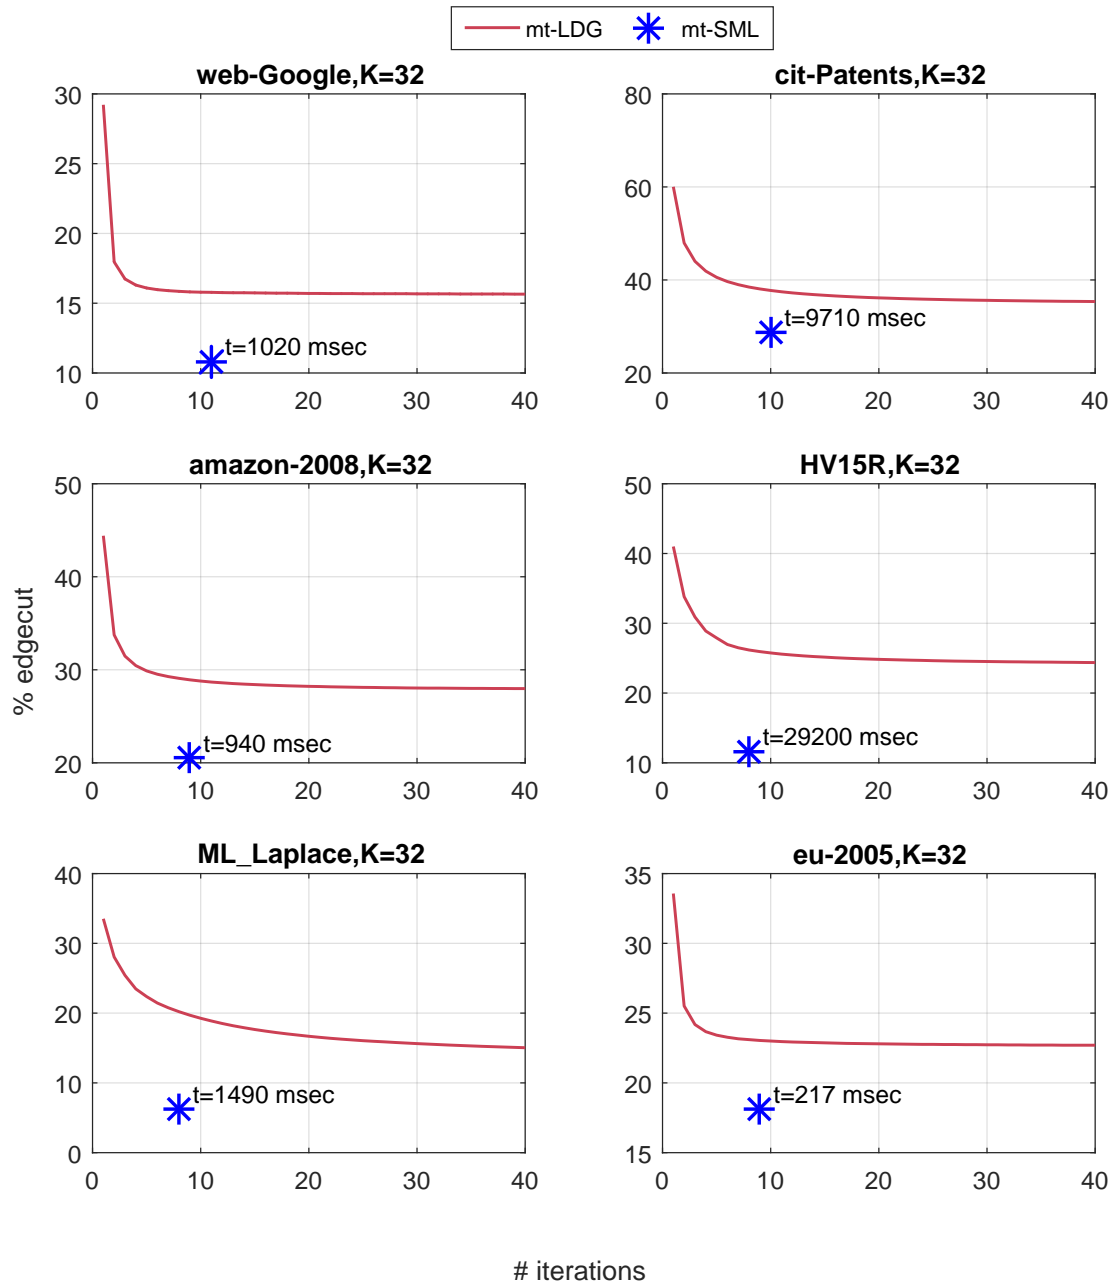 mt-LDG mt-SML
web-Google,K=32
30
25
20
15
10
t=1020 msec
0 10 20 30 40
cit-Patents,K=32
80
60
40
20
t=9710 msec
0 10 20 30 40
% edgecut
amazon-2008,K=32
50
40
30
20
t=940 msec
0 10 20 30 40
HV15R,K=32
50
40
30
20
10
t=29200 msec
0 10 20 30 40
ML_Laplace,K=32
40
30
20
10
0
t=1490 msec
0 10 20 30 40
eu-2005,K=32
35
30
25
20
15
t=217 msec
0 10 20 30 40
# iterations